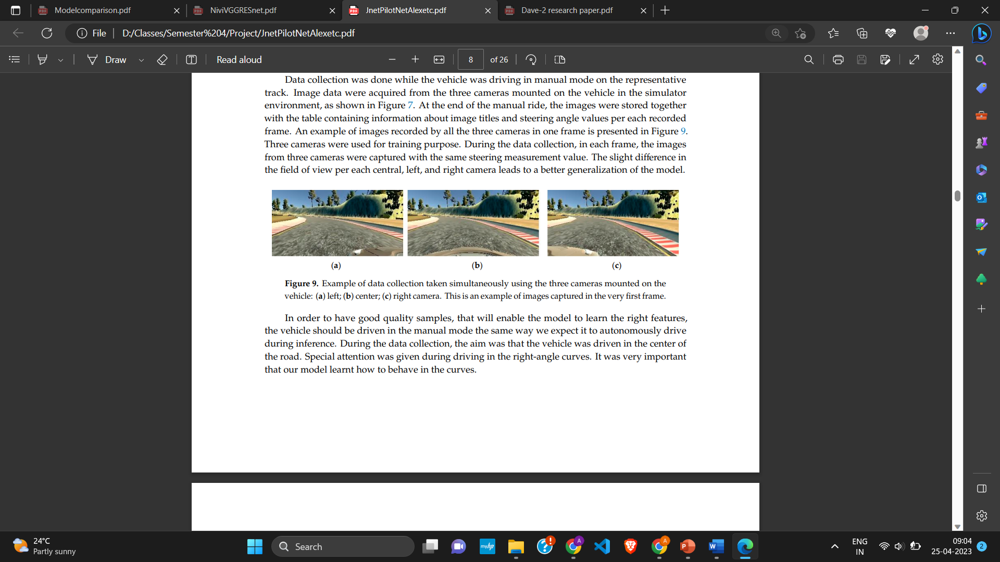 Modelcomparison.pdf
NiviVGGRESnet.pdf
JnetPilotNetAlexetc.pdf
Dave-2 research paper.pdf
File
D:/Classes/Semester%204/Project/JnetPilotNetAlexetc.pdf
Draw
Read aloud
8
of 26
Data collection was done while the vehicle was driving in manual mode on the representative
track. Image data were acquired from the three cameras mounted on the vehicle in the simulator
environment, as shown in Figure 7. At the end of the manual ride, the images were stored together
with the table containing information about image titles and steering angle values per each recorded
frame. An example of images recorded by all the three cameras in one frame is presented in Figure 9.
Three cameras were used for training purpose. During the data collection, in each frame, the images
from three cameras were captured with the same steering measurement value. The slight difference in
the field of view per each central, left, and right camera leads to a better generalization of the model.
(a)
(b)
(c)
Figure 9. Example of data collection taken simultaneously using the three cameras mounted on the
vehicle: (a) left; (b) center; (c) right camera. This is an example of images captured in the very first frame.
In order to have good quality samples, that will enable the model to learn the right features,
the vehicle should be driven in the manual mode the same way we expect it to autonomously drive
during inference. During the data collection, the aim was that the vehicle was driven in the center of
the road. Special attention was given during driving in the right-angle curves. It was very important
that our model learnt how to behave in the curves.
24°C
Partly sunny
Search
myhp
ENG
IN
09:04
25-04-2023
2